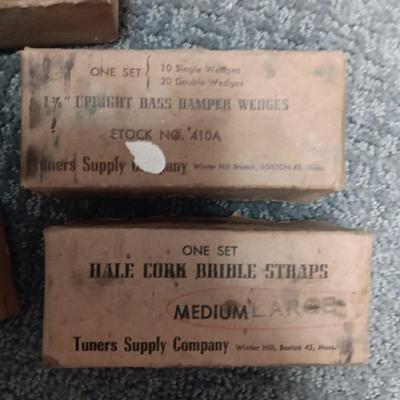 ONE SET { 10 Single Wedges
20 Double Wedges
1⅜" UPRIGHT BASS DAMPER WEDGES
STOCK NO. 410A
Tuners Supply Company Winter Hill Branch, BOSTON 45, Mass.
ONE SET
HALE CORK BRIDLE STRAPS
MEDIUM LARGE
Tuners Supply Company Winter Hill, Boston 45, Mass.